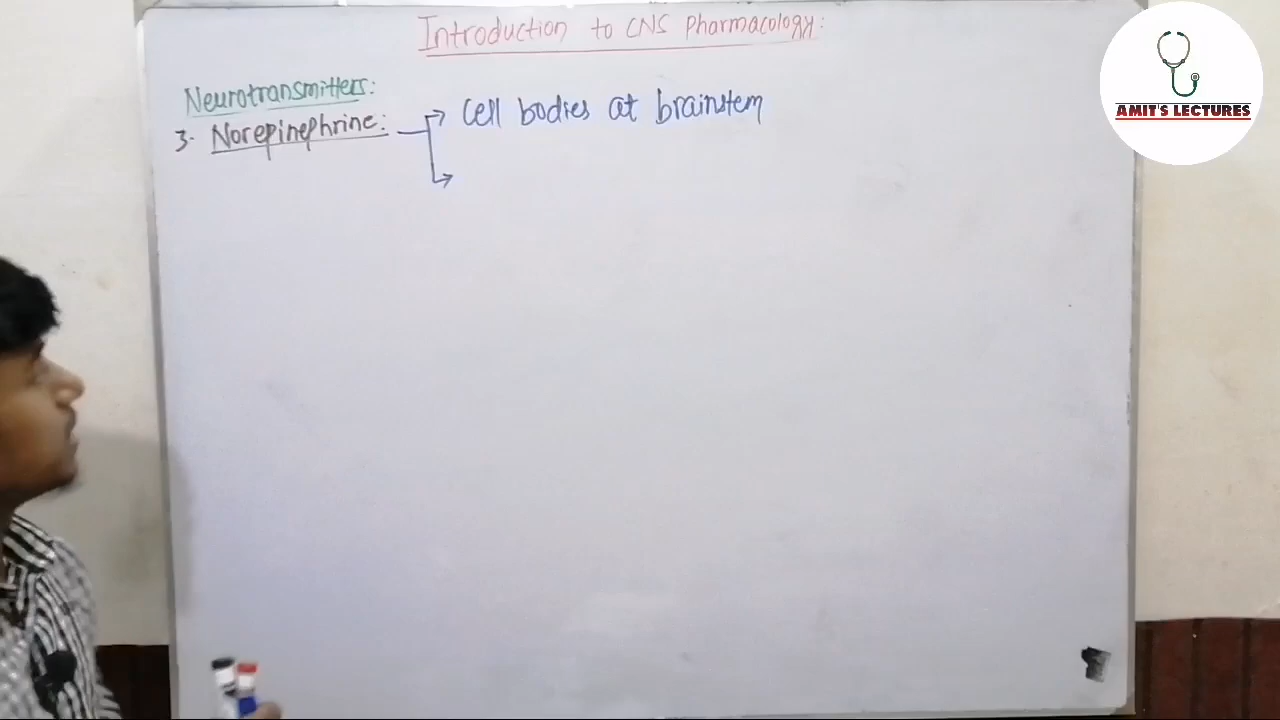 Introduction to CNS Pharmacology:
Neurotransmitters:
3. Norepinephrine: Cell bodies at brainstem
AMIT'S LECTURES